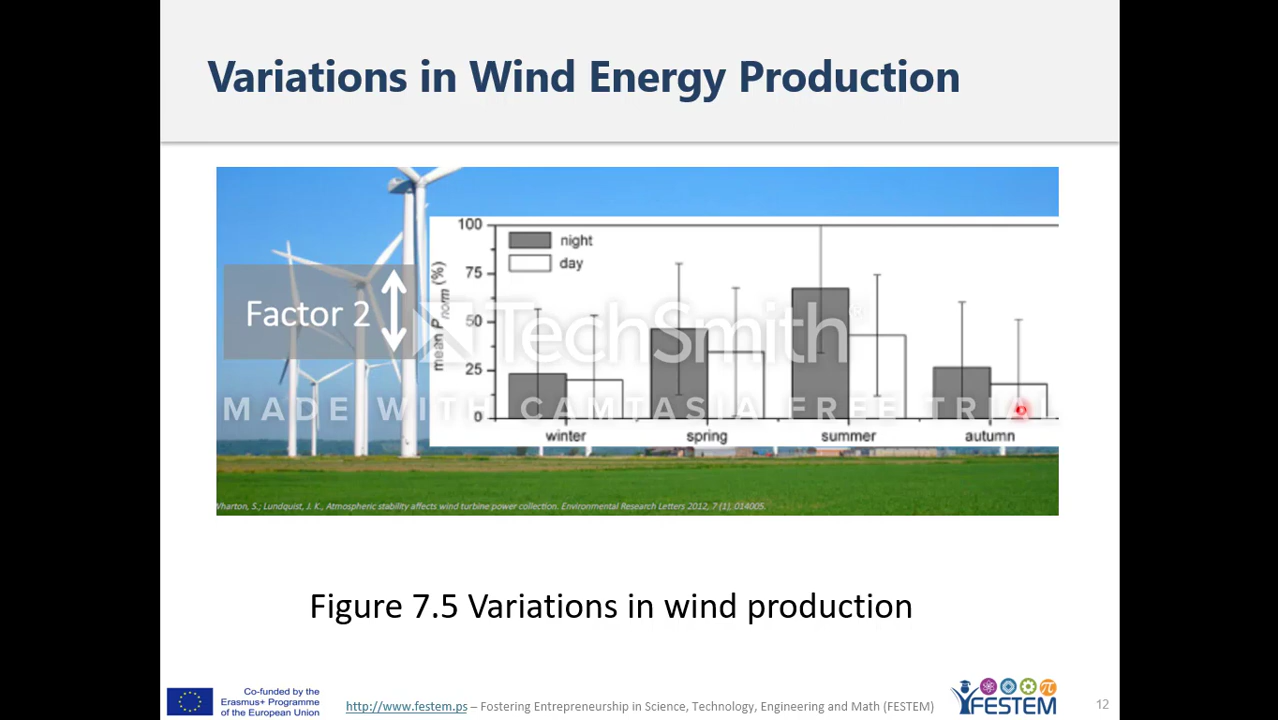 Variations in Wind Energy Production
100
night
day
75
Factor 2
mean Pnorm (%)
50
TechSmith®
25
MADE WITH CAMTASIA FREE TRIAL
0
winter spring summer autumn
Wharton, S.; Lundquist, J. K., Atmospheric stability affects wind turbine power collection. Environmental Research Letters 2012, 7 (1), 014005.
Figure 7.5 Variations in wind production
Co-funded by the
Erasmus+ Programme
of the European Union
http://www.festem.ps – Fostering Entrepreneurship in Science, Technology, Engineering and Math (FESTEM)
FESTEM
12